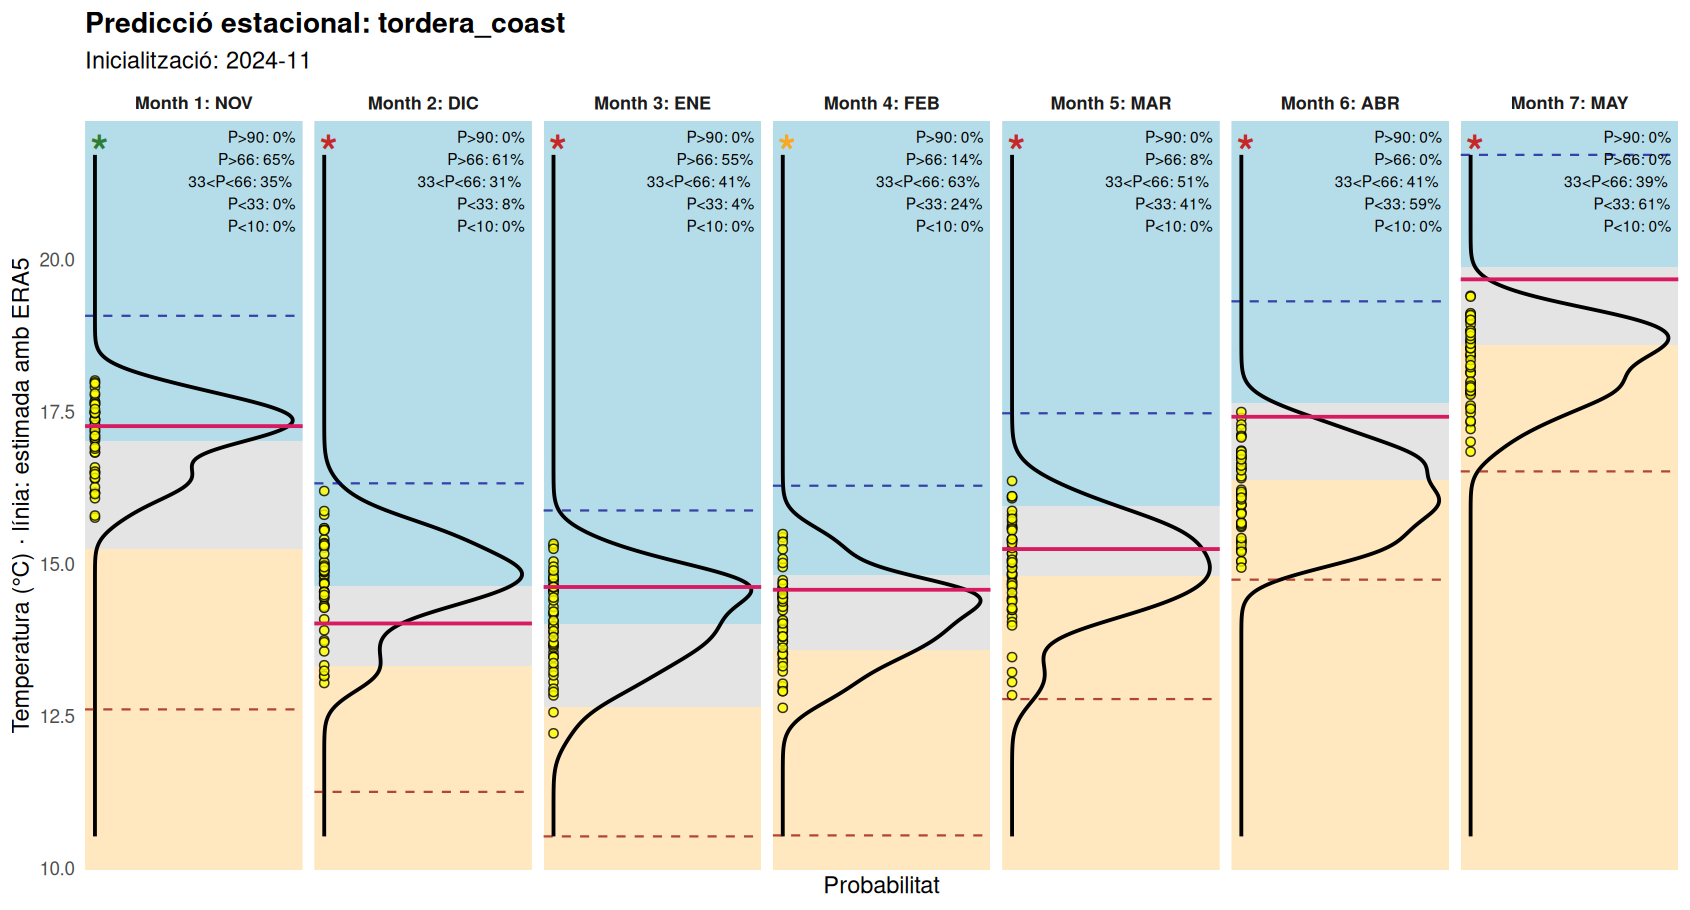 Predicció estacional: tordera_coast
Inicialització: 2024-11
Month 1: NOV
Month 2: DIC
Month 3: ENE
Month 4: FEB
Month 5: MAR
Month 6: ABR
Month 7: MAY
*
P>90: 0%
P>66: 65%
33<P<66: 35%
P<33: 0%
P<10: 0%
*
P>90: 0%
P>66: 61%
33<P<66: 31%
P<33: 8%
P<10: 0%
*
P>90: 0%
P>66: 55%
33<P<66: 41%
P<33: 4%
P<10: 0%
*
P>90: 0%
P>66: 14%
33<P<66: 63%
P<33: 24%
P<10: 0%
*
P>90: 0%
P>66: 8%
33<P<66: 51%
P<33: 41%
P<10: 0%
*
P>90: 0%
P>66: 0%
33<P<66: 41%
P<33: 59%
P<10: 0%
*
P>90: 0%
P>66: 0%
33<P<66: 39%
P<33: 61%
P<10: 0%
Temperatura (°C) · línia: estimada amb ERA5
20.0
17.5
15.0
12.5
10.0
Probabilitat